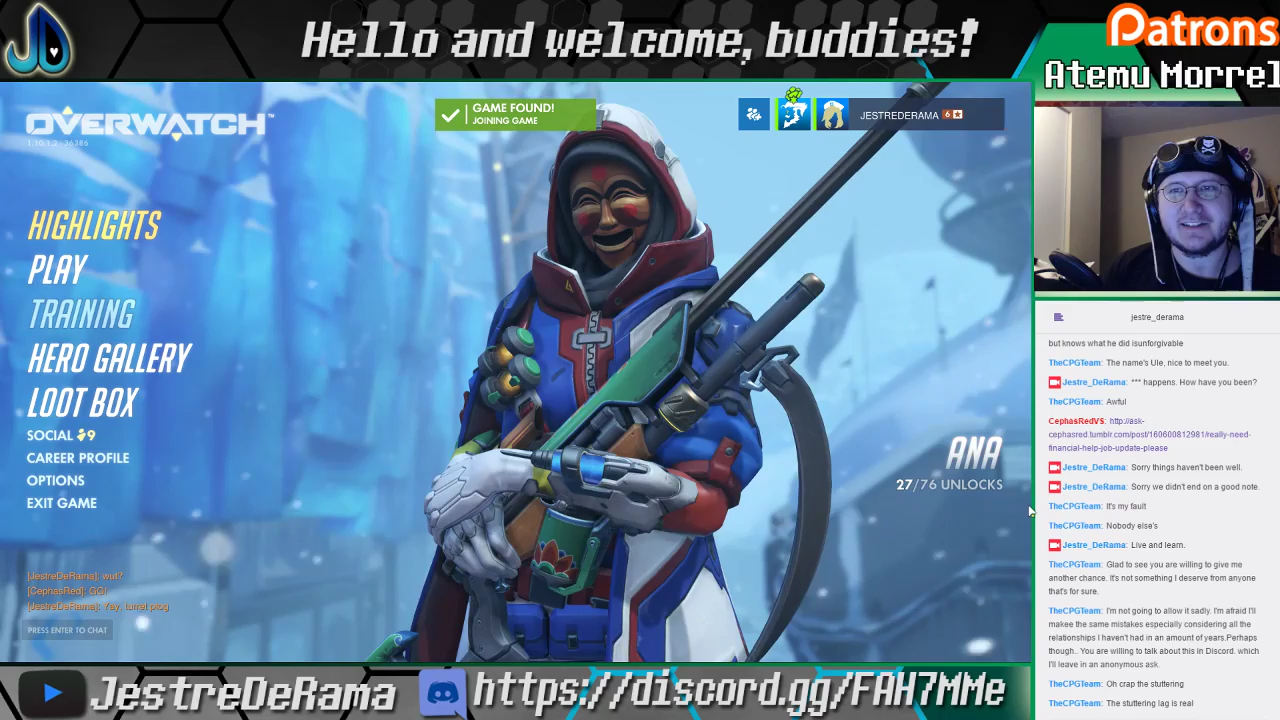 Hello and welcome, buddies!
Patrons
Atemu Morrel
JD
OVERWATCH™
1.10.1.2 - 36386
GAME FOUND!
JOINING GAME
JESTREDERAMA 6
HIGHLIGHTS
PLAY
TRAINING
HERO GALLERY
LOOT BOX
SOCIAL 9
CAREER PROFILE
OPTIONS
EXIT GAME
ANA
27/76 UNLOCKS
[JestreDeRama]: wut?
[CephasRed]: GG!
[JestreDeRama]: Yay, turret ptog
PRESS ENTER TO CHAT
jestre_derama
but knows what he did isunforgivable
TheCPGTeam: The name's Ule, nice to meet you.
Jestre_DeRama: *** happens. How have you been?
TheCPGTeam: Awful
CephasRedVS: http://ask-
cephasred.tumblr.com/post/160600812981/really-need-
financial-help-job-update-please
Jestre_DeRama: Sorry things haven't been well.
Jestre_DeRama: Sorry we didn't end on a good note.
TheCPGTeam: It's my fault
TheCPGTeam: Nobody else's
Jestre_DeRama: Live and learn.
TheCPGTeam: Glad to see you are willing to give me
another chance. It's not something I deserve from anyone
that's for sure.
TheCPGTeam: I'm not going to allow it sadly. I'm afraid I'll
makee the same mistakes especially considering all the
relationships I haven't had in an amount of years.Perhaps
though.. You are willing to talk about this in Discord. which
I'll leave in an anonymous ask.
TheCPGTeam: Oh crap the stuttering
TheCPGTeam: The stuttering lag is real
JestreDeRama
https://discord.gg/FAH7MMe